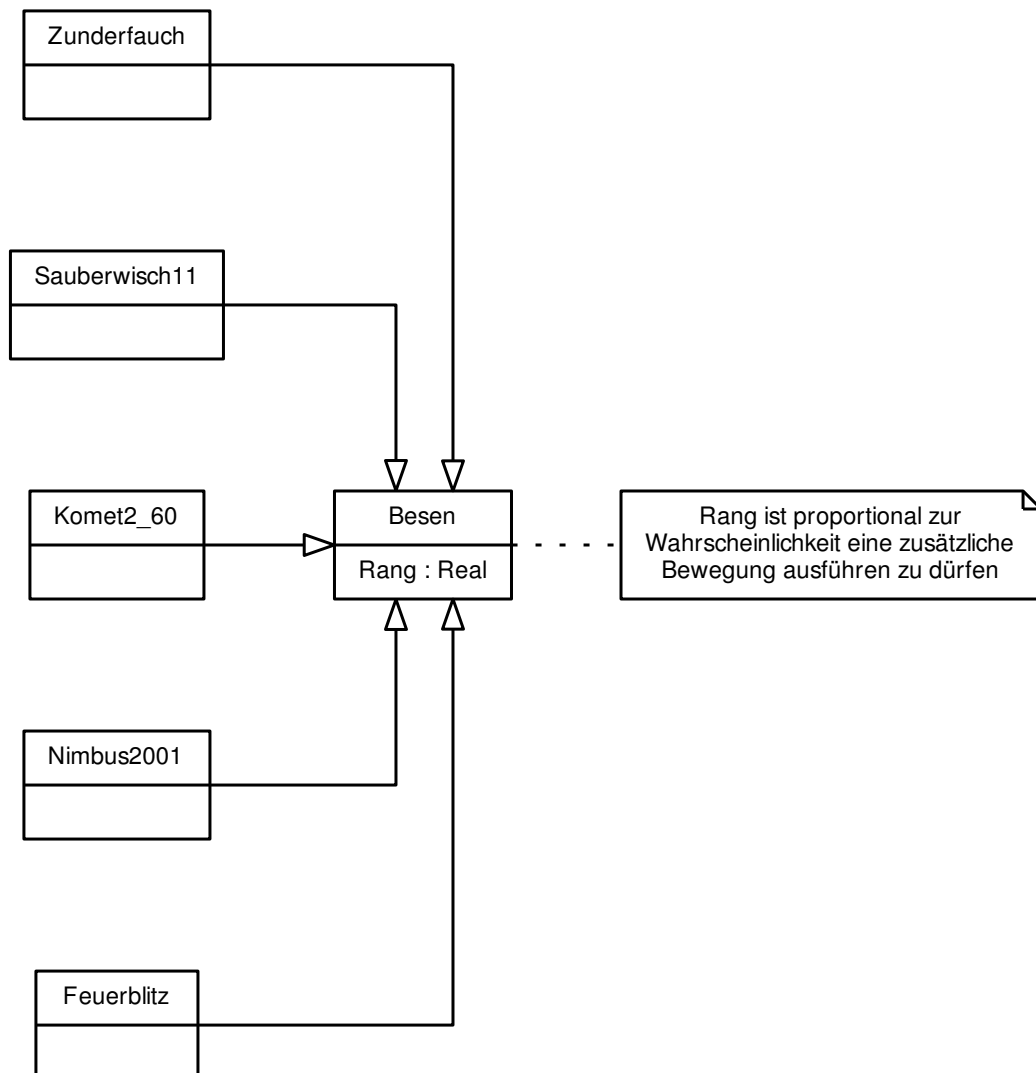 Zunderfauch
Sauberwisch11
Komet2_60
Besen
Rang : Real
Rang ist proportional zur
Wahrscheinlichkeit eine zusätzliche
Bewegung ausführen zu dürfen
Nimbus2001
Feuerblitz